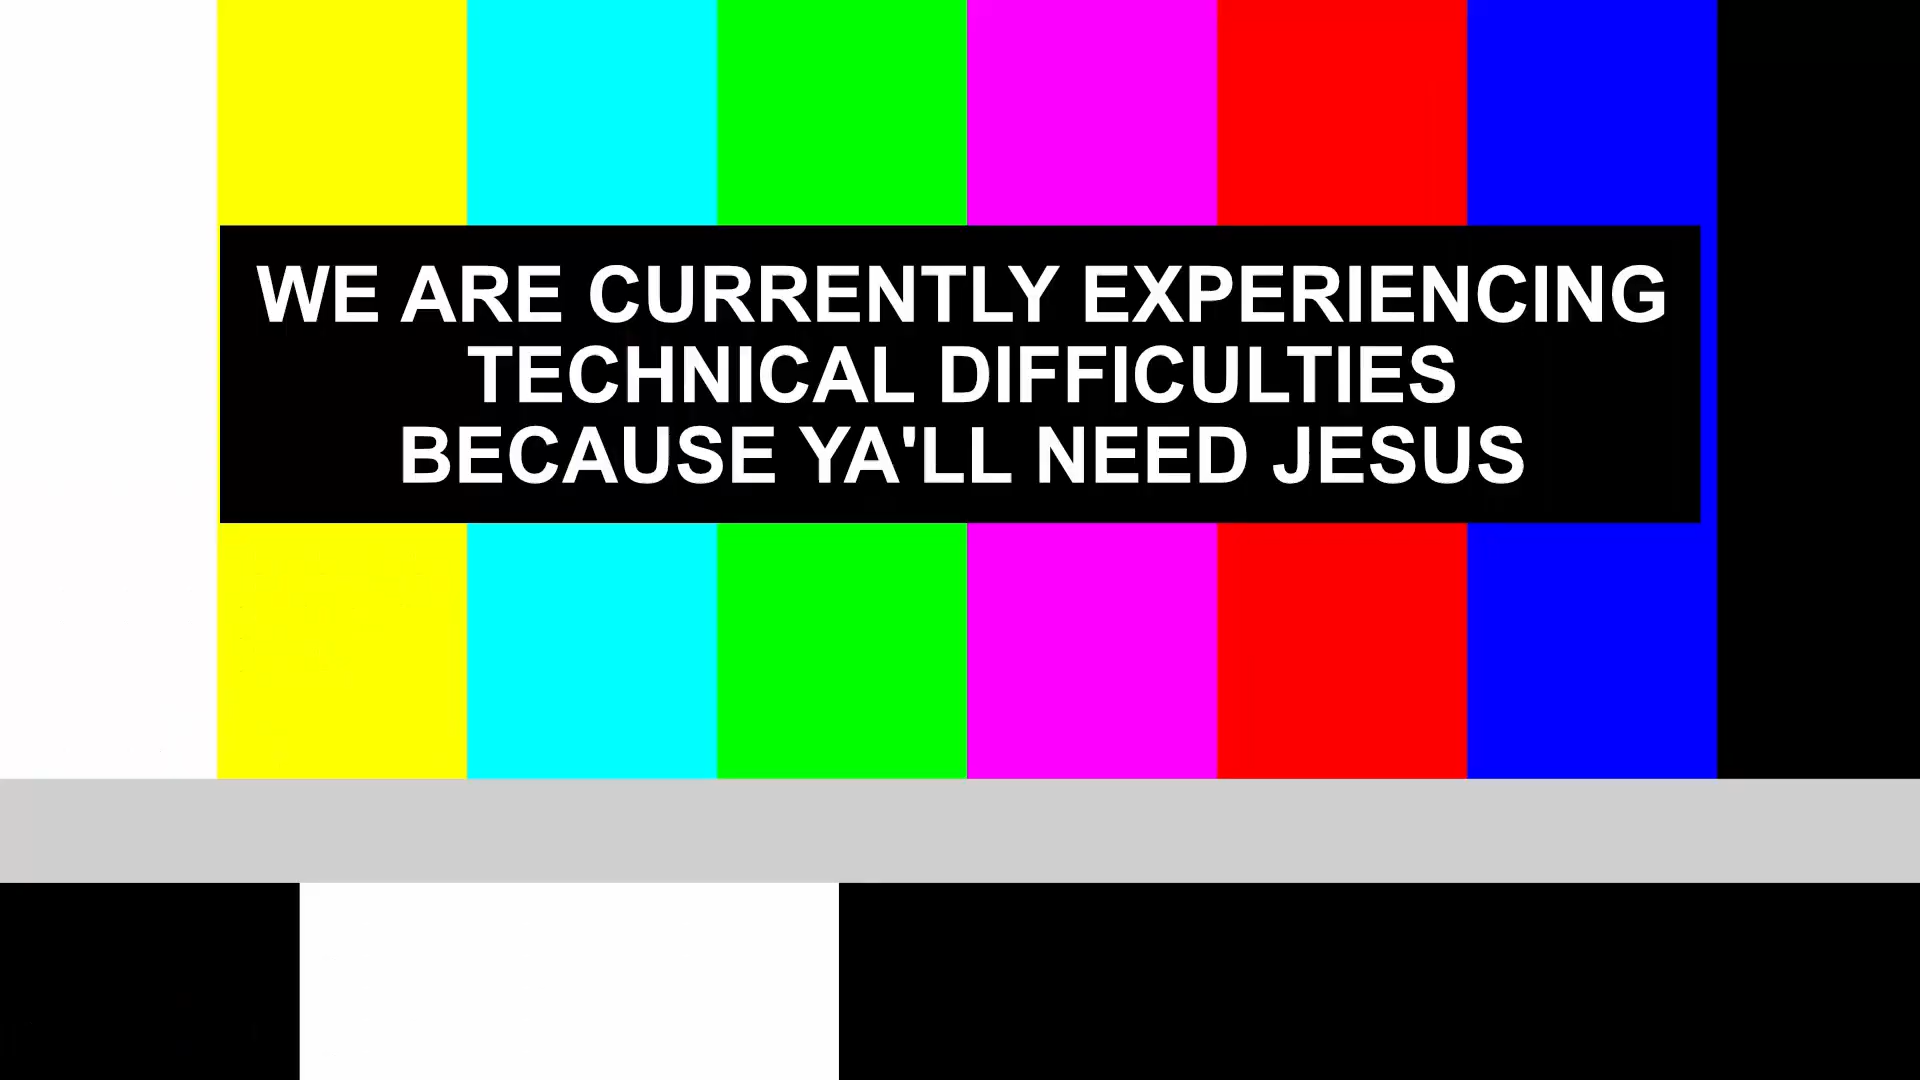 WE ARE CURRENTLY EXPERIENCING
TECHNICAL DIFFICULTIES
BECAUSE YA'LL NEED JESUS